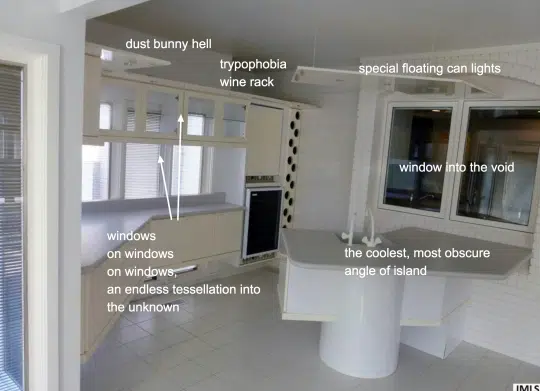 dust bunny hell
trypophobia
wine rack
special floating can lights
window into the void
windows
on windows
on windows,
an endless tessellation into
the unknown
the coolest, most obscure
angle of island
JMLS